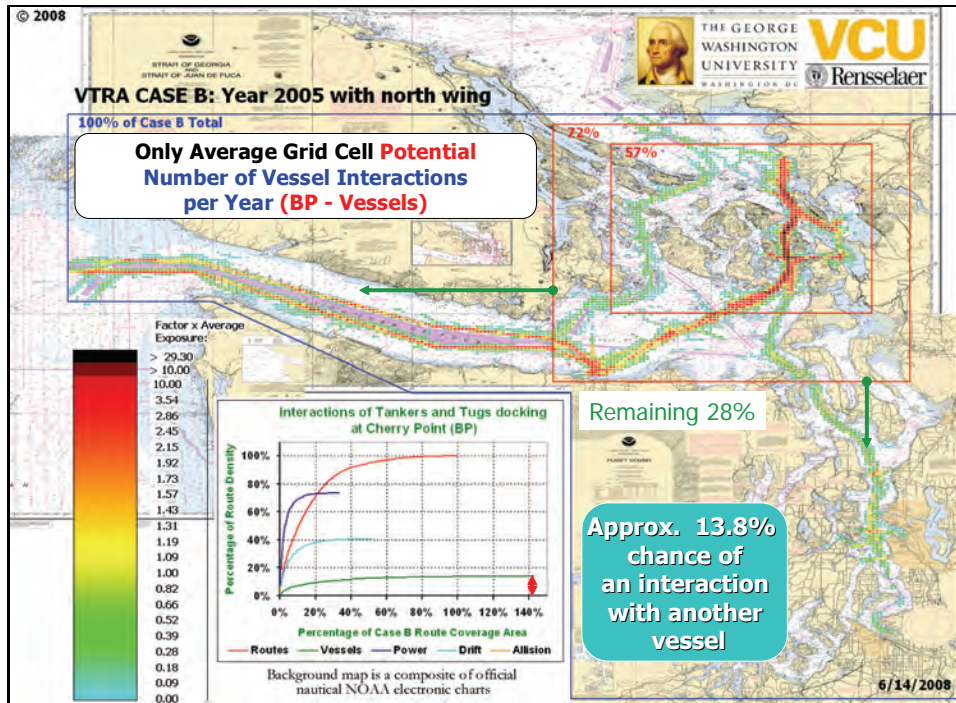 © 2008
STRAIT OF GEORGIA
AND
STRAIT OF JUAN DE FUCA
THE GEORGE
WASHINGTON
UNIVERSITY
WASHINGTON DC
VCU
Rensselaer
VTRA CASE B: Year 2005 with north wing
100% of Case B Total
72%
57%
Only Average Grid Cell Potential
Number of Vessel Interactions
per Year (BP - Vessels)
Factor x Average
Exposure:
> 29.30
> 10.00
10.00
3.54
2.86
2.45
2.15
1.92
1.73
1.57
1.43
1.31
1.19
1.09
1.00
0.82
0.66
0.52
0.39
0.28
0.18
0.09
0.00
Interactions of Tankers and Tugs docking
at Cherry Point (BP)
Percentage of Route Density
100%
80%
60%
40%
20%
0%
0% 20% 40% 60% 80% 100% 120% 140%
Percentage of Case B Route Coverage Area
Routes Vessels Power Drift Allision
Background map is a composite of official
nautical NOAA electronic charts
Remaining 28%
PUGET SOUND
Approx. 13.8%
chance of
an interaction
with another
vessel
6/14/2008